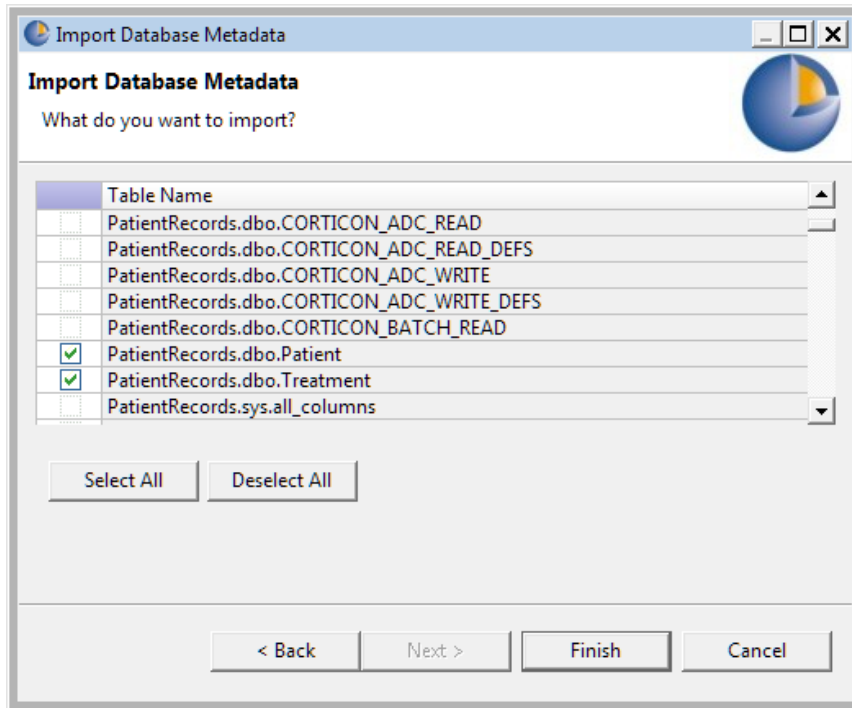 Import Database Metadata
Import Database Metadata
What do you want to import?
Table Name
PatientRecords.dbo.CORTICON_ADC_READ
PatientRecords.dbo.CORTICON_ADC_READ_DEFS
PatientRecords.dbo.CORTICON_ADC_WRITE
PatientRecords.dbo.CORTICON_ADC_WRITE_DEFS
PatientRecords.dbo.CORTICON_BATCH_READ
PatientRecords.dbo.Patient
PatientRecords.dbo.Treatment
PatientRecords.sys.all_columns
Select All Deselect All
< Back Next > Finish Cancel